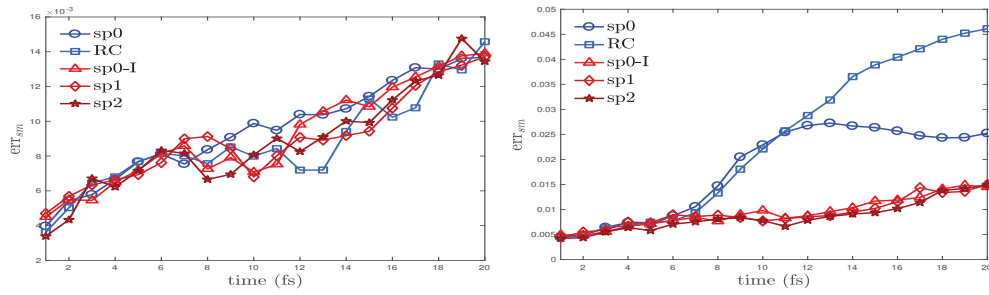 ×10⁻³
16
14
12
10
8
6
4
2
err_sm
sp0
RC
sp0-I
sp1
sp2
2 4 6 8 10 12 14 16 18 20
time (fs)
0.05
0.045
0.04
0.035
0.03
0.025
0.02
0.015
0.01
0.005
0
err_sm
sp0
RC
sp0-I
sp1
sp2
2 4 6 8 10 12 14 16 18 20
time (fs)